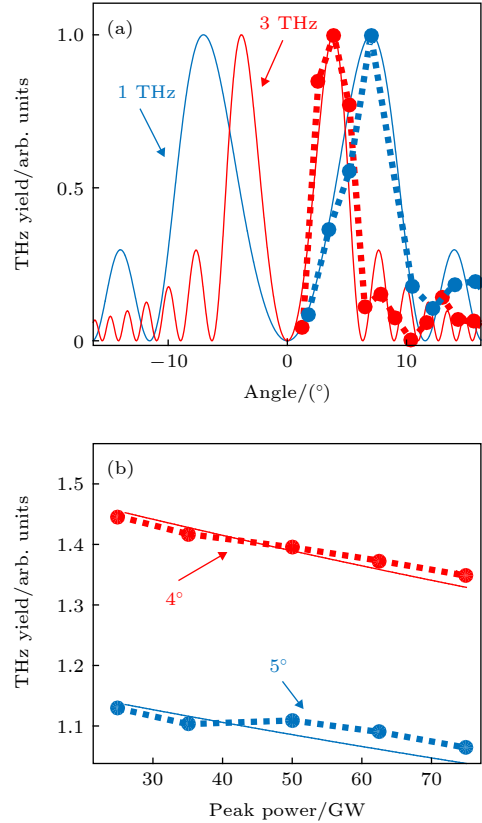 (a)
3 THz
1 THz
THz yield/arb. units
1.0
0.5
0
−10
0
5
10
Angle/(°)
(b)
THz yield/arb. units
1.5
1.4
1.3
1.2
1.1
4°
5°
30
40
50
60
70
80
Peak power/GW